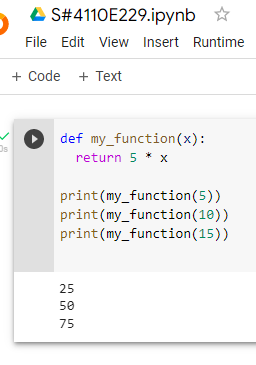 S#4110E229.ipynb
File Edit View Insert Runtime
+ Code + Text
def my_function(x):
  return 5 * x
print(my_function(5))
print(my_function(10))
print(my_function(15))
25
50
75